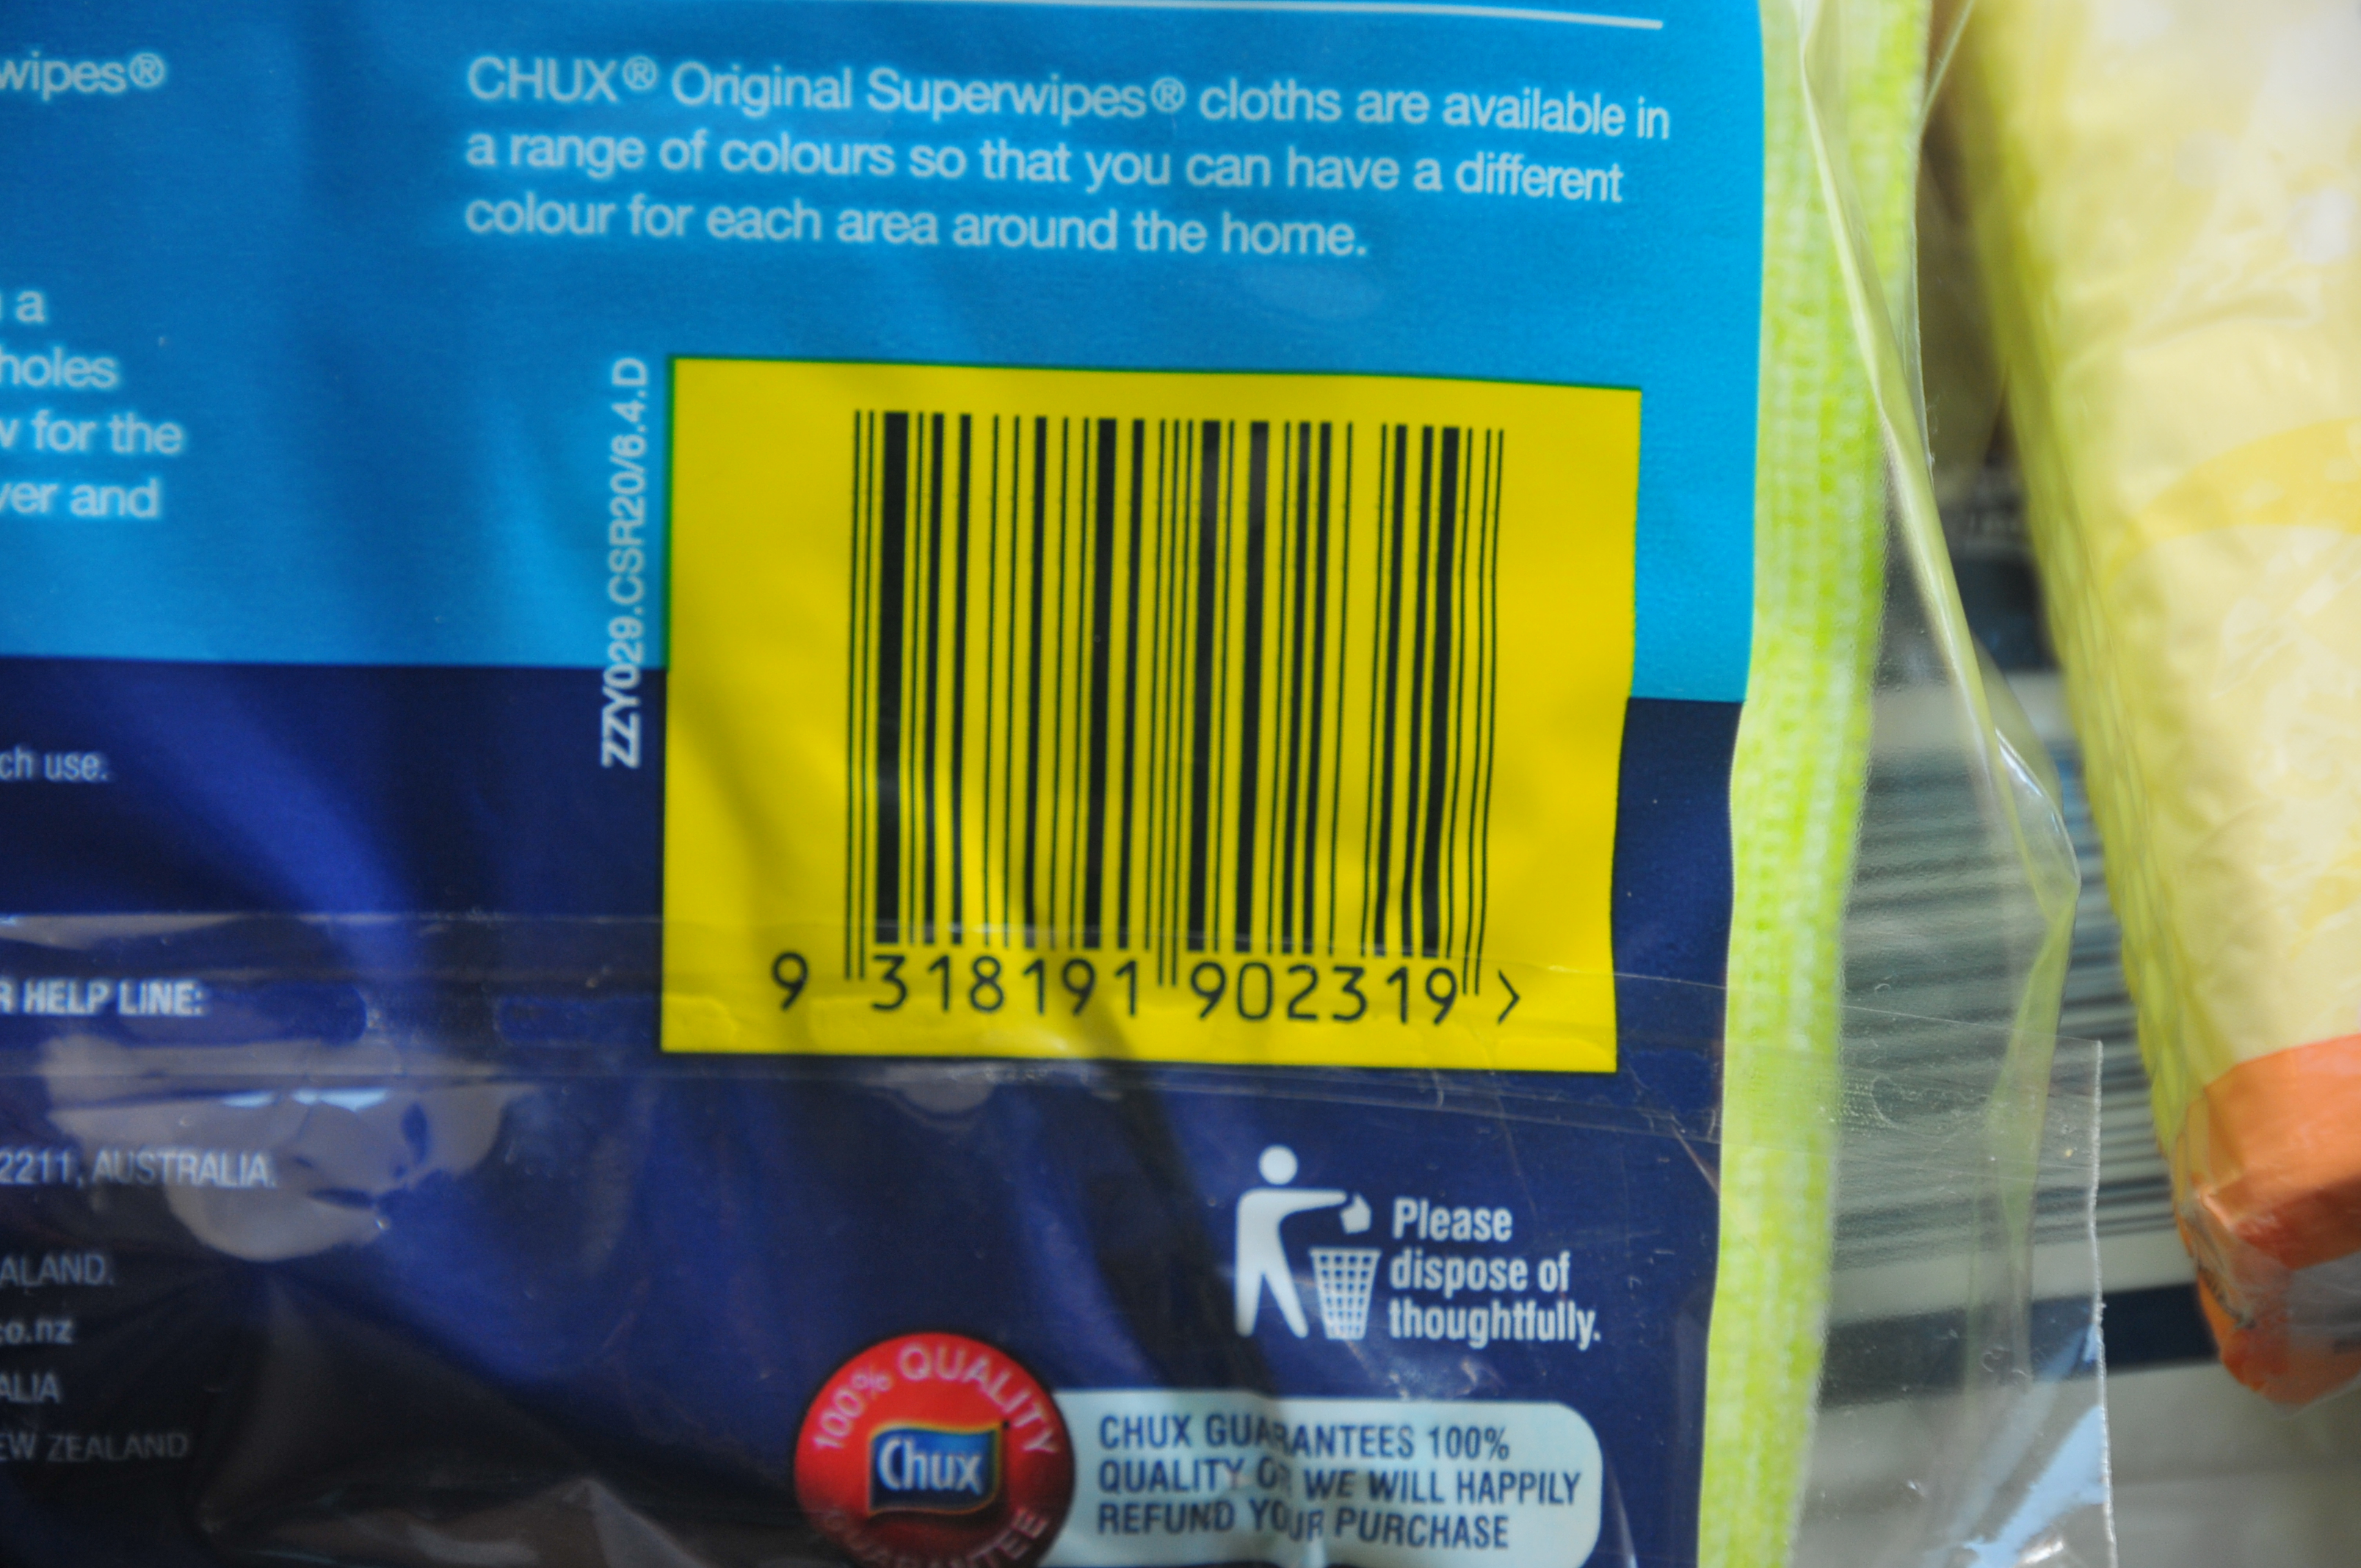 wipes®
a
holes
for the
and
ch use.
R HELP LINE:
2211, AUSTRALIA.
ALAND.
co.nz
ALIA
EW ZEALAND
CHUX® Original Superwipes® cloths are available in
a range of colours so that you can have a different
colour for each area around the home.
ZZY029.CSR20/6.4.D
9 318191 902319 >
Please
dispose of
thoughtfully.
100% QUALITY
Chux
GUARANTEE
CHUX GUARANTEES 100%
QUALITY OR WE WILL HAPPILY
REFUND YOUR PURCHASE